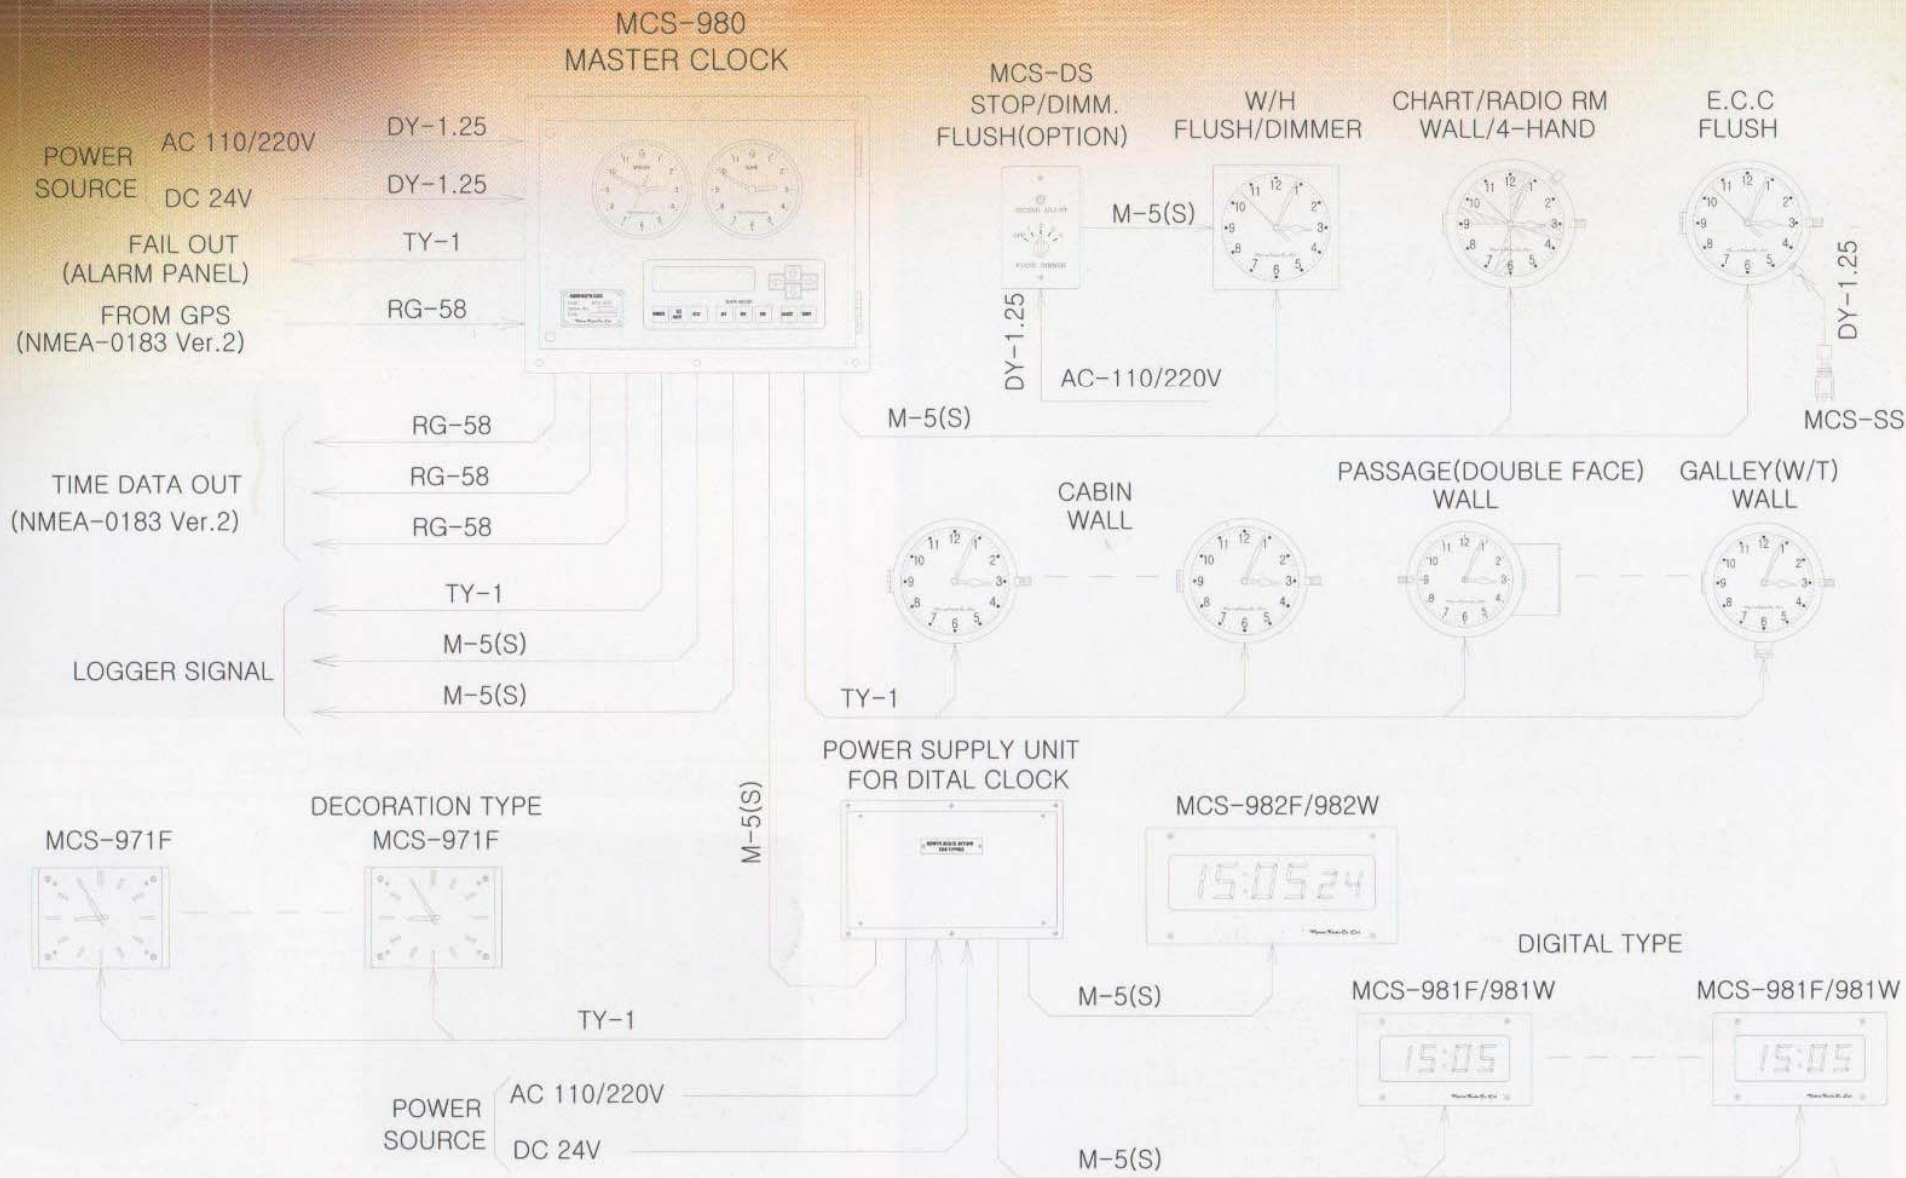 MCS-980
MASTER CLOCK
POWER
SOURCE
AC 110/220V
DY-1.25
DC 24V
DY-1.25
FAIL OUT
(ALARM PANEL)
TY-1
FROM GPS
(NMEA-0183 Ver.2)
RG-58
MCS-DS
STOP/DIMM.
FLUSH(OPTION)
W/H
FLUSH/DIMMER
CHART/RADIO RM
WALL/4-HAND
E.C.C
FLUSH
M-5(S)
DY-1.25
AC-110/220V
DY-1.25
MCS-SS
M-5(S)
TIME DATA OUT
(NMEA-0183 Ver.2)
RG-58
RG-58
RG-58
LOGGER SIGNAL
TY-1
M-5(S)
M-5(S)
CABIN
WALL
PASSAGE(DOUBLE FACE)
WALL
GALLEY(W/T)
WALL
TY-1
M-5(S)
POWER SUPPLY UNIT
FOR DITAL CLOCK
DECORATION TYPE
MCS-971F
MCS-971F
TY-1
MCS-982F/982W
15:05 24
M-5(S)
DIGITAL TYPE
MCS-981F/981W
MCS-981F/981W
15:05
15:05
POWER
SOURCE
AC 110/220V
DC 24V
M-5(S)